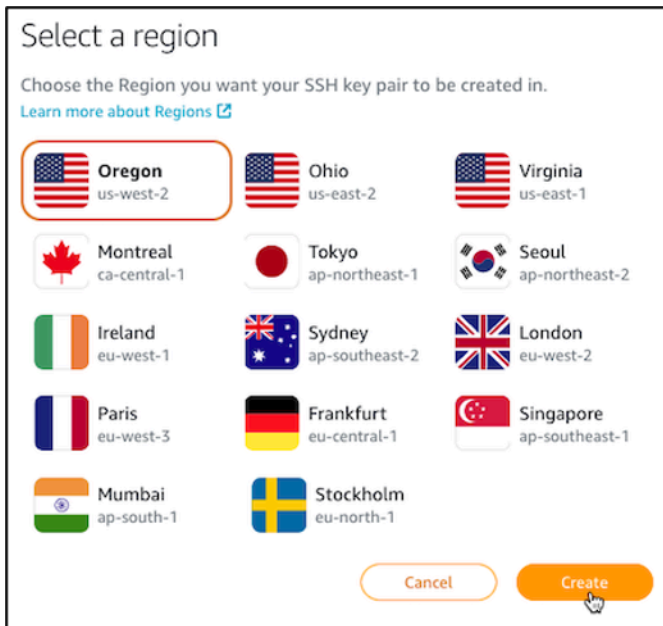 Select a region
Choose the Region you want your SSH key pair to be created in.
Learn more about Regions
Oregon
us-west-2
Ohio
us-east-2
Virginia
us-east-1
Montreal
ca-central-1
Tokyo
ap-northeast-1
Seoul
ap-northeast-2
Ireland
eu-west-1
Sydney
ap-southeast-2
London
eu-west-2
Paris
eu-west-3
Frankfurt
eu-central-1
Singapore
ap-southeast-1
Mumbai
ap-south-1
Stockholm
eu-north-1
Cancel
Create